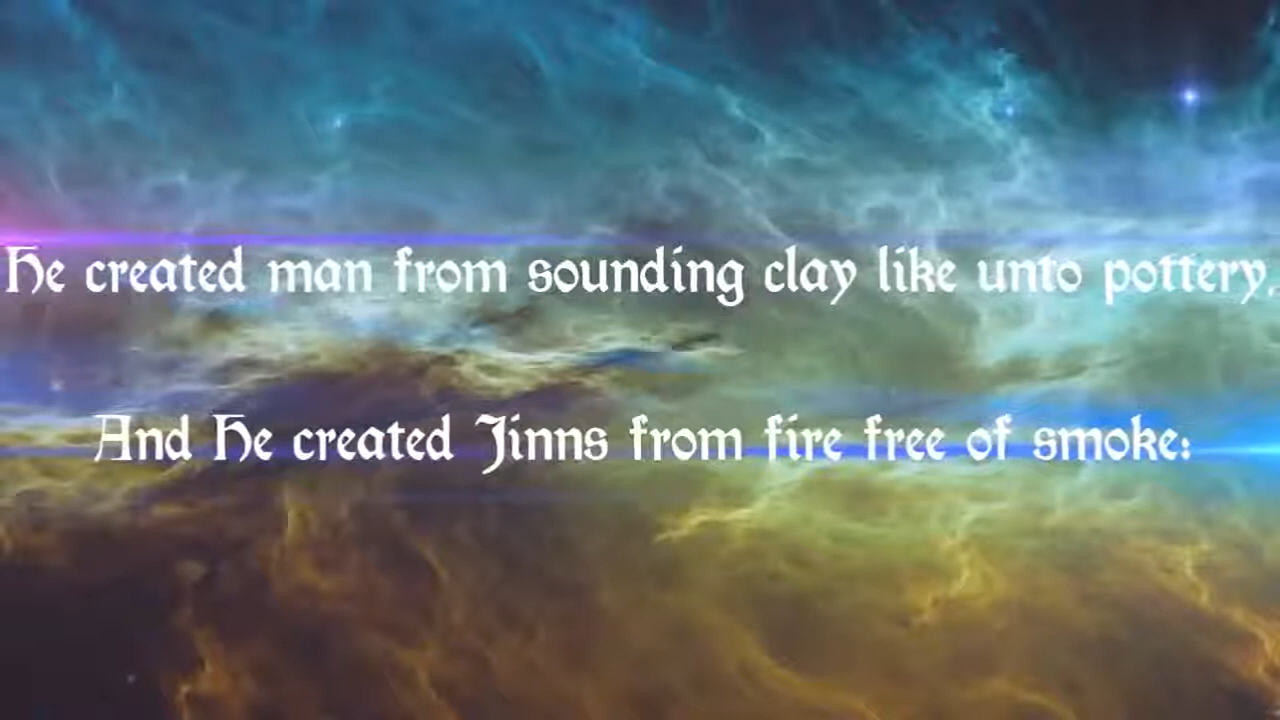 He created man from sounding clay like unto pottery,
And He created Jinns from fire free of smoke: